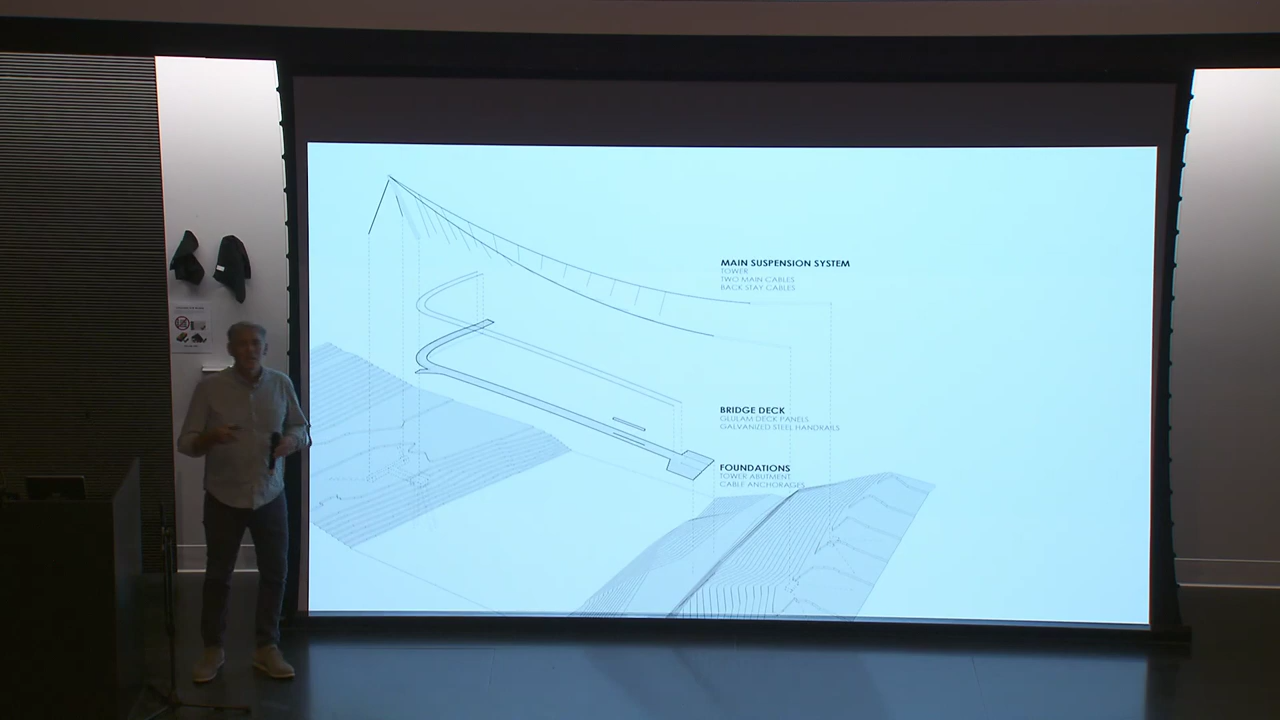 MAIN SUSPENSION SYSTEM
TOWER
TWO MAIN CABLES
BACK STAY CABLES
BRIDGE DECK
GLULAM DECK PANELS
GALVANIZED STEEL HANDRAILS
FOUNDATIONS
TOWER ABUTMENT
CABLE ANCHORAGES